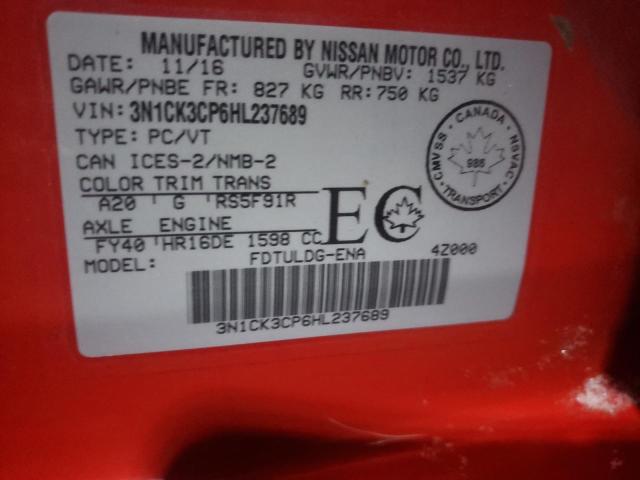 MANUFACTURED BY NISSAN MOTOR CO., LTD.
DATE: 11/16 GVWR/PNBV: 1537 KG
GAWR/PNBE FR: 827 KG RR: 750 KG
VIN: 3N1CK3CP6HL237689
TYPE: PC/VT
CAN ICES-2/NMB-2
COLOR TRIM TRANS
A20 G RS5F91R
AXLE ENGINE
FY40 HR16DE 1598 CC
MODEL: FDTULDG-ENA 4Z000
EC
CANADA
CMVSS NSVAC
986
TRANSPORT
3N1CK3CP6HL237689